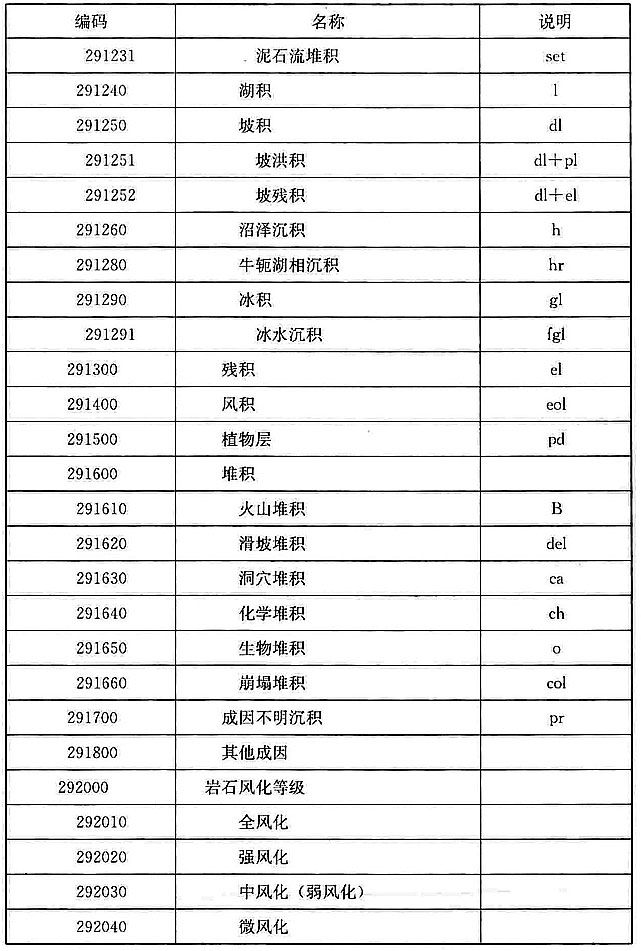 编码 名称 说明
291231 泥石流堆积 set
291240 湖积 l
291250 坡积 dl
291251 坡洪积 dl+pl
291252 坡残积 dl+el
291260 沼泽沉积 h
291280 牛轭湖相沉积 hr
291290 冰积 gl
291291 冰水沉积 fgl
291300 残积 el
291400 风积 eol
291500 植物层 pd
291600 堆积
291610 火山堆积 B
291620 滑坡堆积 del
291630 洞穴堆积 ca
291640 化学堆积 ch
291650 生物堆积 o
291660 崩塌堆积 col
291700 成因不明沉积 pr
291800 其他成因
292000 岩石风化等级
292010 全风化
292020 强风化
292030 中风化（弱风化）
292040 微风化